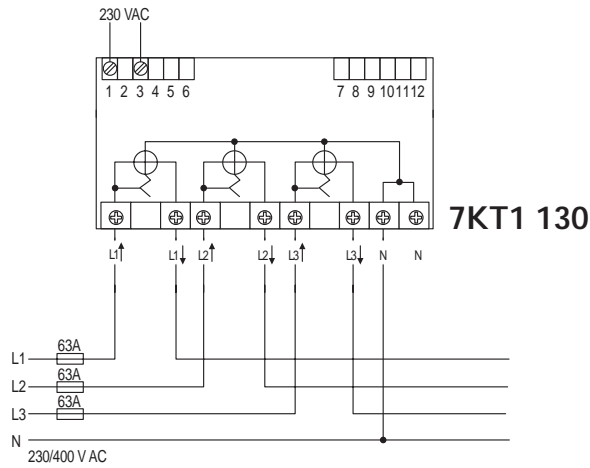 230 VAC
1 2 3 4 5 6
7 8 9 10 11 12
7KT1 130
L1↑ L1↓ L2↑ L2↓ L3↑ L3↓ N N
63A
L1
63A
L2
63A
L3
N
230/400 V AC